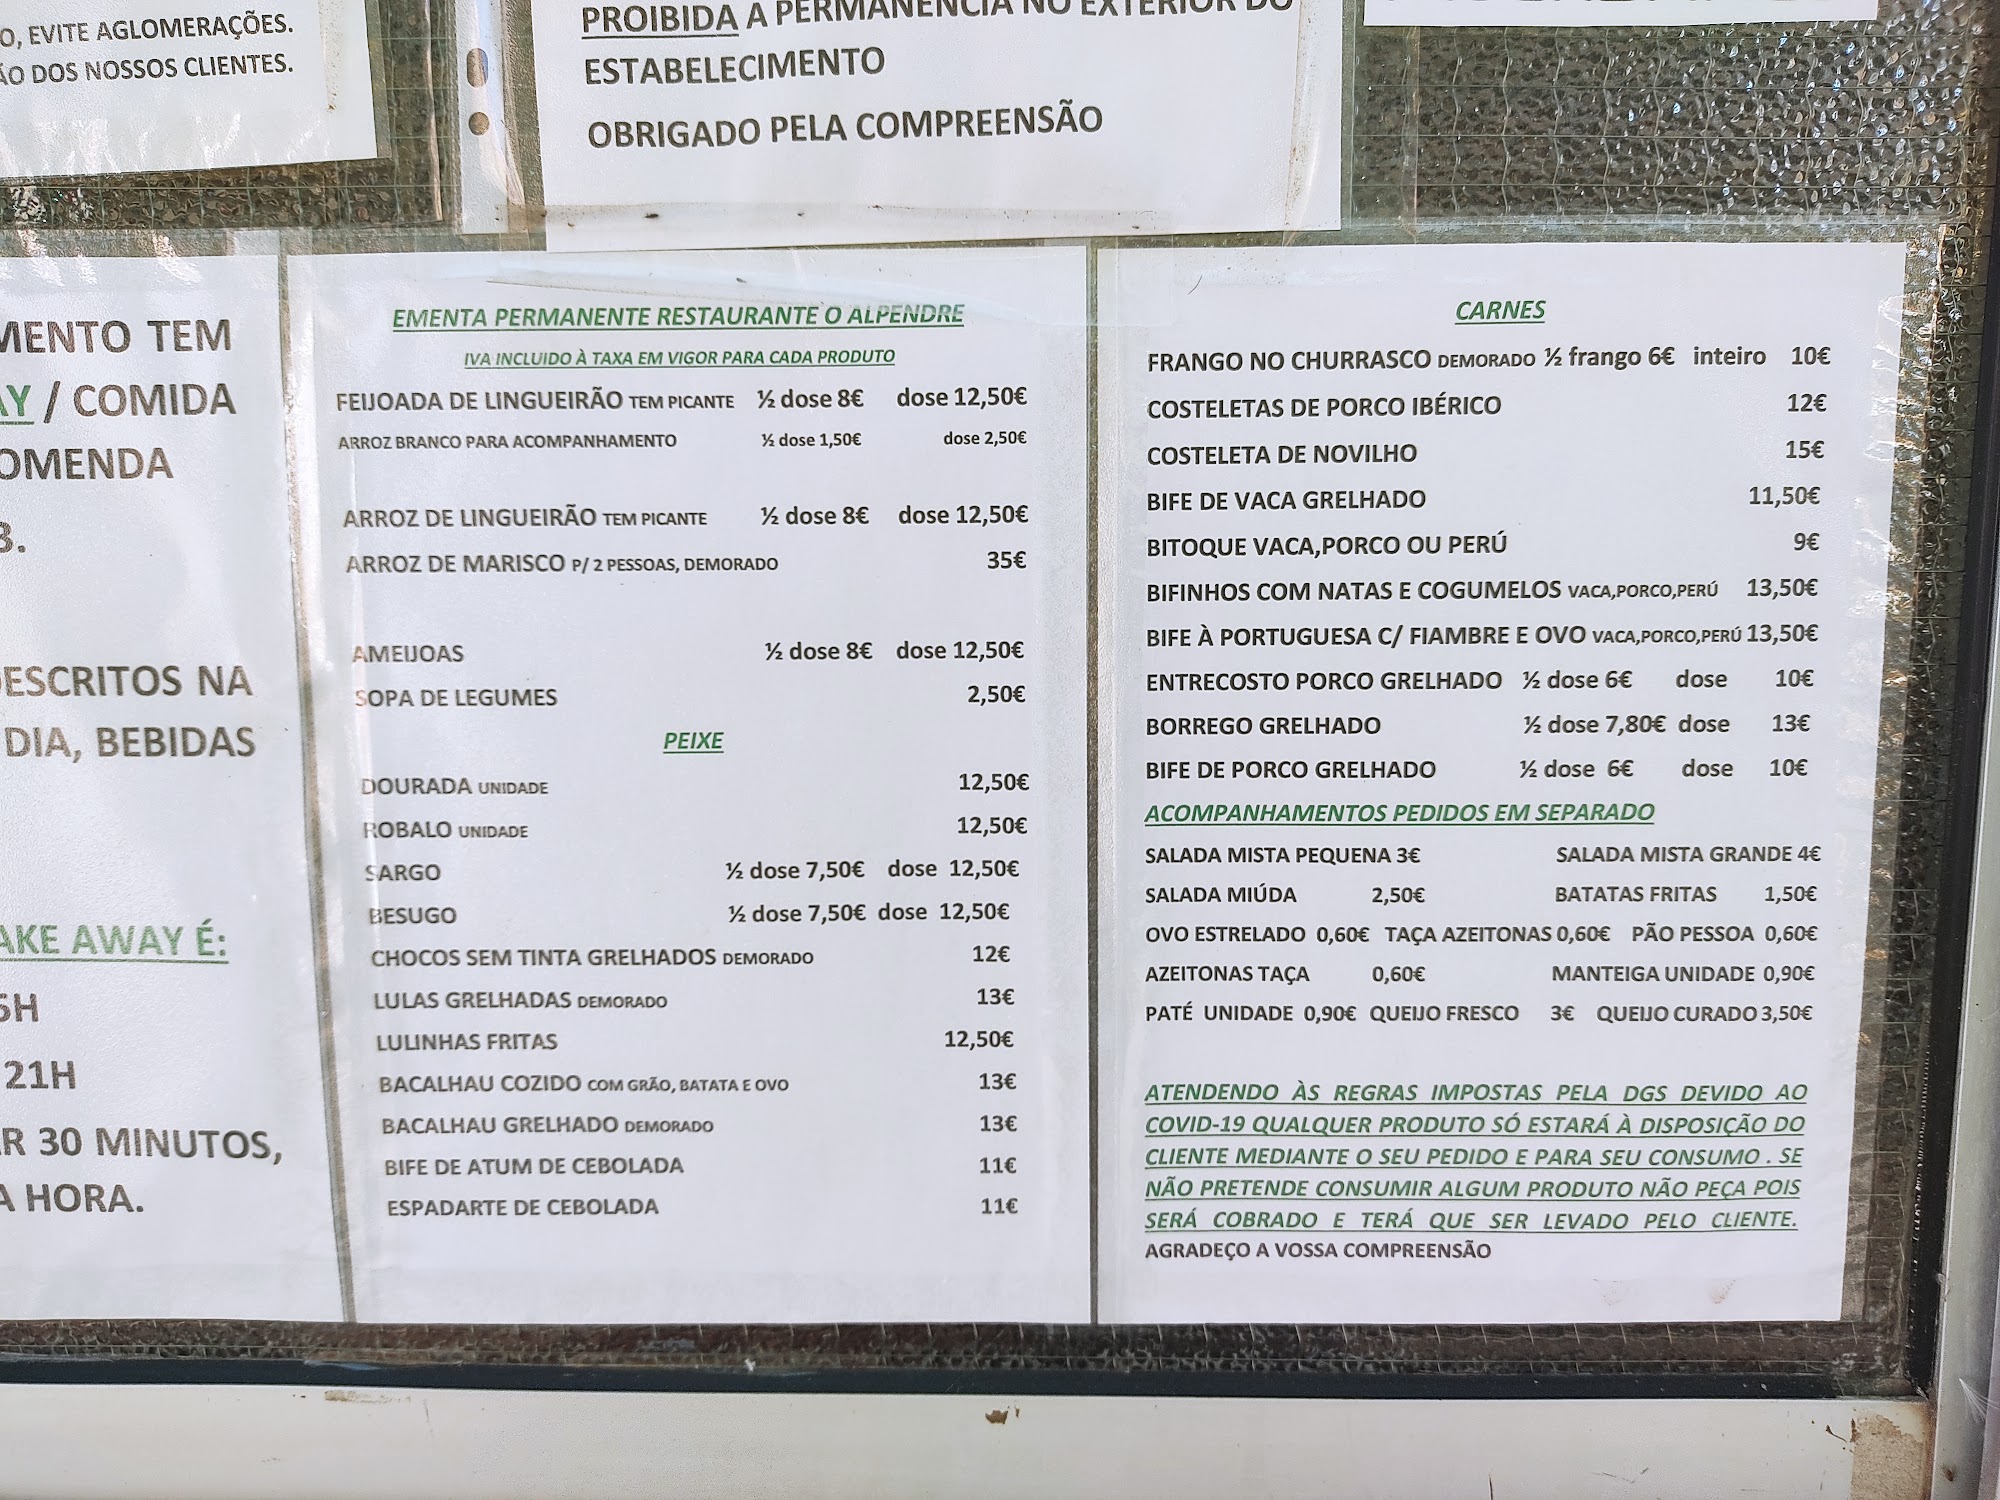 O, EVITE AGLOMERAÇÕES.
ÃO DOS NOSSOS CLIENTES.
PROIBIDA A PERMANÊNCIA NO EXTERIOR DO
ESTABELECIMENTO
OBRIGADO PELA COMPREENSÃO
MENTO TEM
AY / COMIDA
OMENDA
B.
DESCRITOS NA
DIA, BEBIDAS
AKE AWAY É:
5H
21H
AR 30 MINUTOS,
A HORA.
EMENTA PERMANENTE RESTAURANTE O ALPENDRE
IVA INCLUIDO À TAXA EM VIGOR PARA CADA PRODUTO
FEIJOADA DE LINGUEIRÃO TEM PICANTE ½ dose 8€ dose 12,50€
ARROZ BRANCO PARA ACOMPANHAMENTO ½ dose 1,50€ dose 2,50€
ARROZ DE LINGUEIRÃO TEM PICANTE ½ dose 8€ dose 12,50€
ARROZ DE MARISCO P/ 2 PESSOAS, DEMORADO 35€
AMEIJOAS ½ dose 8€ dose 12,50€
SOPA DE LEGUMES 2,50€
PEIXE
DOURADA UNIDADE 12,50€
ROBALO UNIDADE 12,50€
SARGO ½ dose 7,50€ dose 12,50€
BESUGO ½ dose 7,50€ dose 12,50€
CHOCOS SEM TINTA GRELHADOS DEMORADO 12€
LULAS GRELHADAS DEMORADO 13€
LULINHAS FRITAS 12,50€
BACALHAU COZIDO COM GRÃO, BATATA E OVO 13€
BACALHAU GRELHADO DEMORADO 13€
BIFE DE ATUM DE CEBOLADA 11€
ESPADARTE DE CEBOLADA 11€
CARNES
FRANGO NO CHURRASCO DEMORADO ½ frango 6€ inteiro 10€
COSTELETAS DE PORCO IBÉRICO 12€
COSTELETA DE NOVILHO 15€
BIFE DE VACA GRELHADO 11,50€
BITOQUE VACA,PORCO OU PERÚ 9€
BIFINHOS COM NATAS E COGUMELOS VACA,PORCO,PERÚ 13,50€
BIFE À PORTUGUESA C/ FIAMBRE E OVO VACA,PORCO,PERÚ 13,50€
ENTRECOSTO PORCO GRELHADO ½ dose 6€ dose 10€
BORREGO GRELHADO ½ dose 7,80€ dose 13€
BIFE DE PORCO GRELHADO ½ dose 6€ dose 10€
ACOMPANHAMENTOS PEDIDOS EM SEPARADO
SALADA MISTA PEQUENA 3€ SALADA MISTA GRANDE 4€
SALADA MIÚDA 2,50€ BATATAS FRITAS 1,50€
OVO ESTRELADO 0,60€ TAÇA AZEITONAS 0,60€ PÃO PESSOA 0,60€
AZEITONAS TAÇA 0,60€ MANTEIGA UNIDADE 0,90€
PATÉ UNIDADE 0,90€ QUEIJO FRESCO 3€ QUEIJO CURADO 3,50€
ATENDENDO ÀS REGRAS IMPOSTAS PELA DGS DEVIDO AO
COVID-19 QUALQUER PRODUTO SÓ ESTARÁ À DISPOSIÇÃO DO
CLIENTE MEDIANTE O SEU PEDIDO E PARA SEU CONSUMO . SE
NÃO PRETENDE CONSUMIR ALGUM PRODUTO NÃO PEÇA POIS
SERÁ COBRADO E TERÁ QUE SER LEVADO PELO CLIENTE.
AGRADEÇO A VOSSA COMPREENSÃO